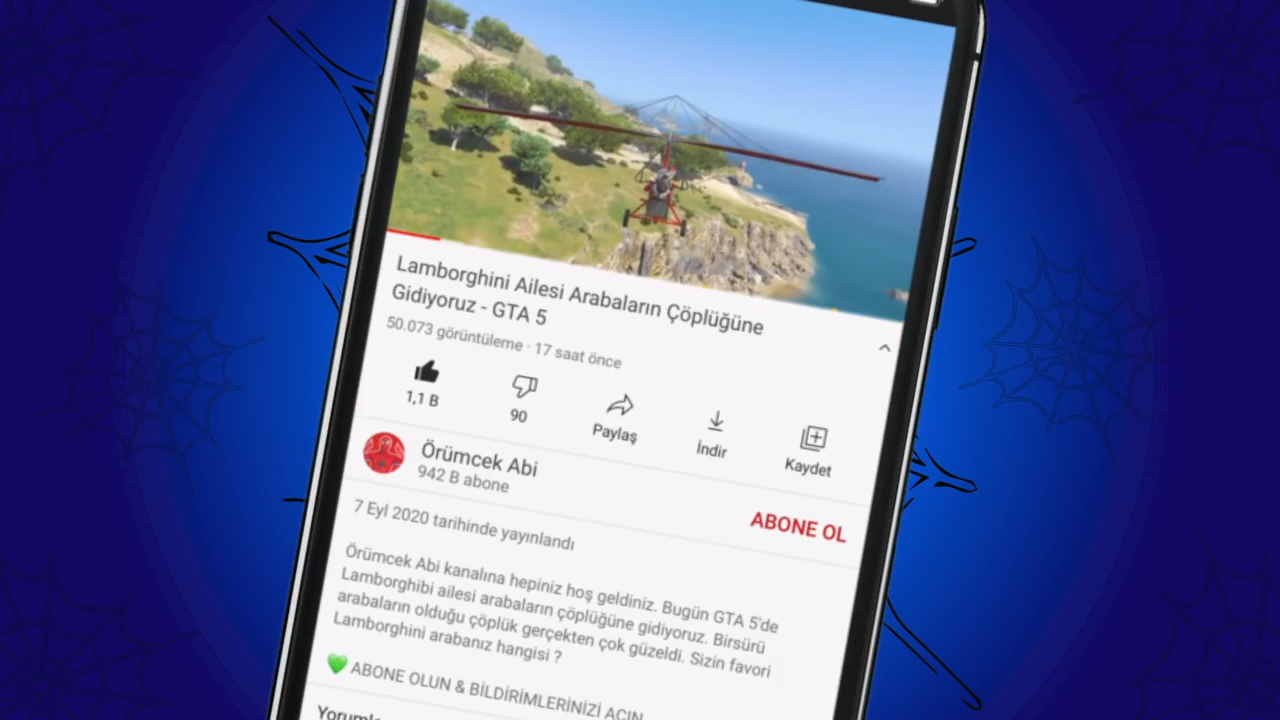 Lamborghini Ailesi Arabaların Çöplüğüne
Gidiyoruz - GTA 5
50.073 görüntüleme · 17 saat önce
1,1 B
90
Paylaş
İndir
Kaydet
Örümcek Abi
942 B abone
ABONE OL
7 Eyl 2020 tarihinde yayınlandı
Örümcek Abi kanalına hepiniz hoş geldiniz. Bugün GTA 5'de
Lamborghibi ailesi arabaların çöplüğüne gidiyoruz. Birsürü
arabaların olduğu çöplük gerçekten çok güzeldi. Sizin favori
Lamborghini arabanız hangisi ?
💚 ABONE OLUN & BİLDİRİMLERİNİZİ AÇIN